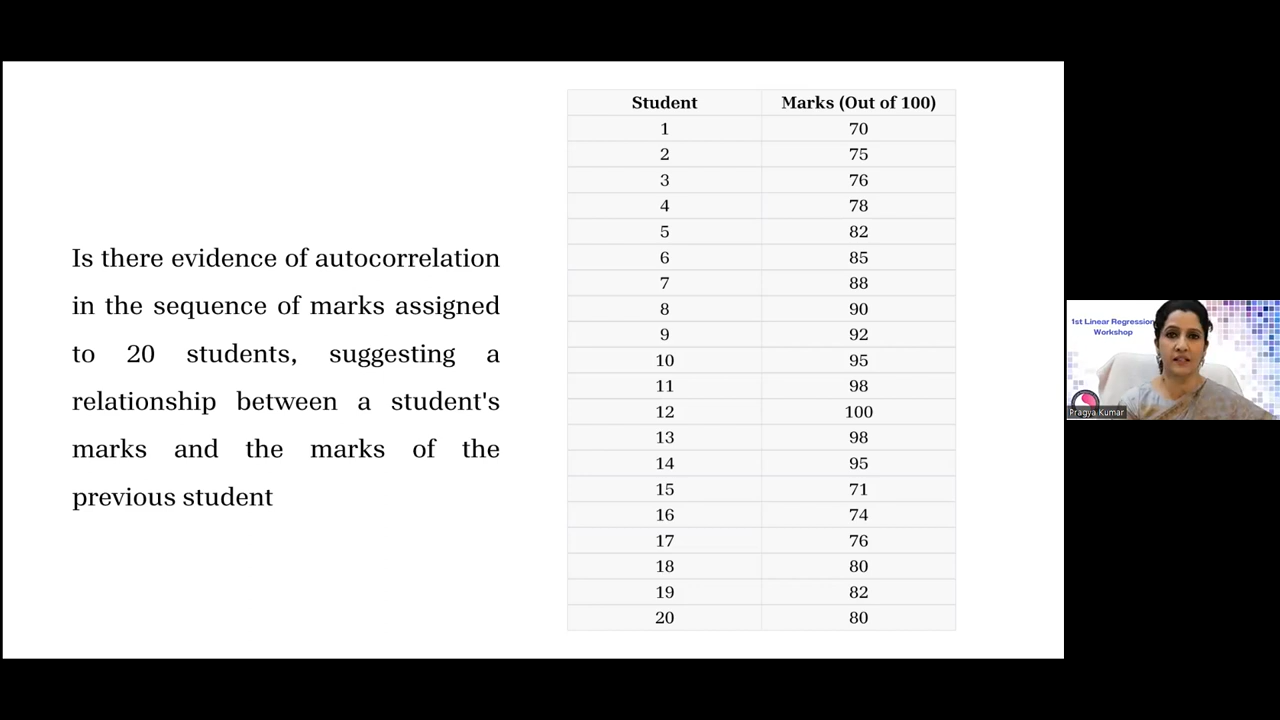 Is there evidence of autocorrelation
in the sequence of marks assigned
to 20 students, suggesting a
relationship between a student's
marks and the marks of the
previous student
Student Marks (Out of 100)
1 70
2 75
3 76
4 78
5 82
6 85
7 88
8 90
9 92
10 95
11 98
12 100
13 98
14 95
15 71
16 74
17 76
18 80
19 82
20 80
1st Linear Regression
Workshop
Pragya Kumar